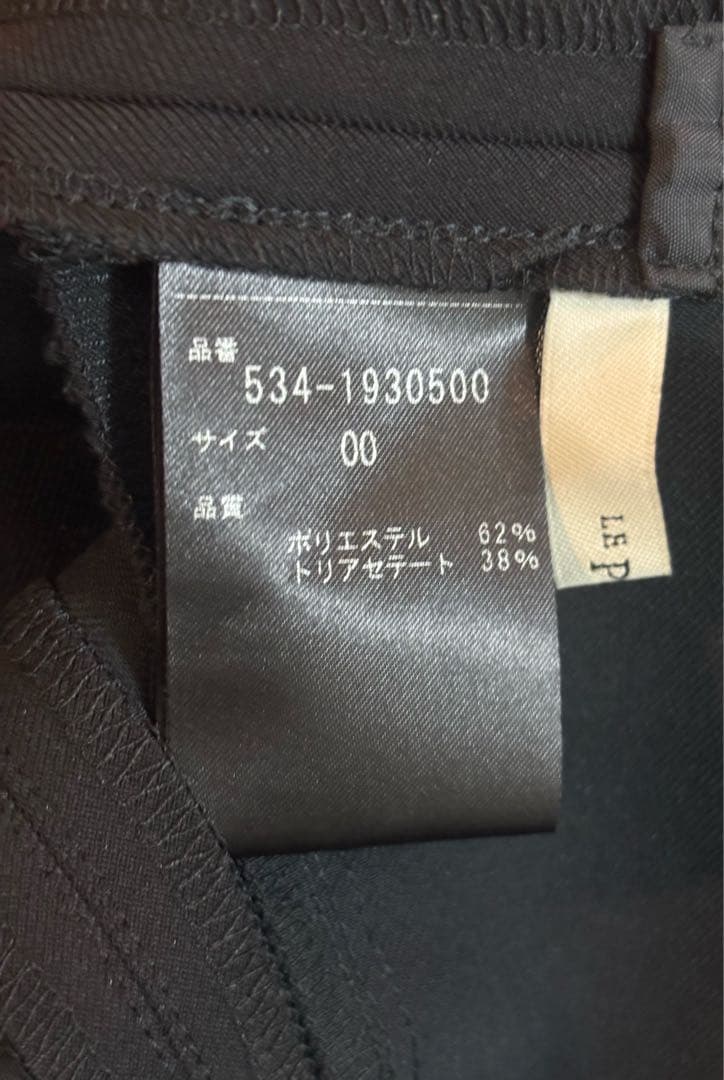 品番
534-1930500
サイズ 00
品質
ポリエステル 62%
トリアセテート 38%
LE P